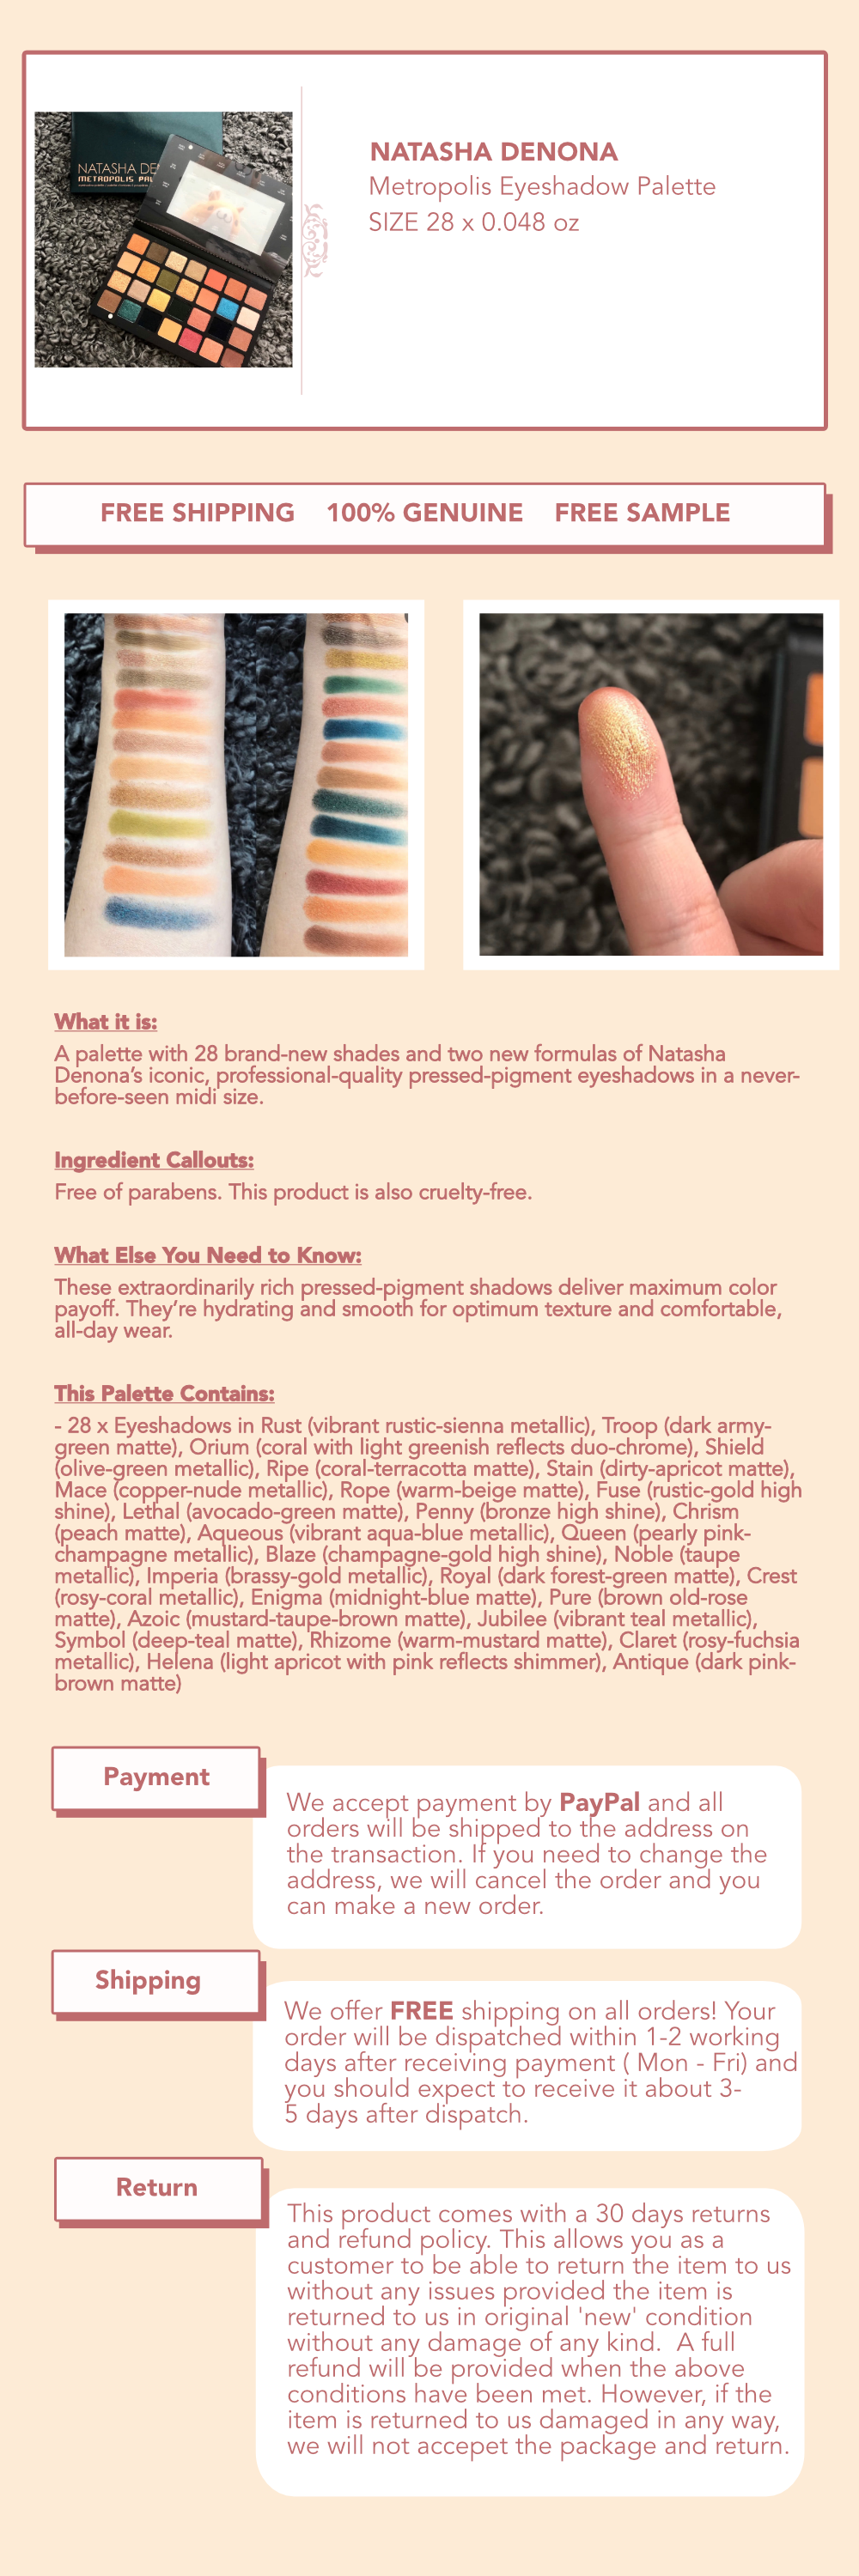 NATASHA DE
METROPOLIS PAL
NATASHA DENONA
Metropolis Eyeshadow Palette
SIZE 28 x 0.048 oz
FREE SHIPPING 100% GENUINE FREE SAMPLE
What it is:
A palette with 28 brand-new shades and two new formulas of Natasha
Denona’s iconic, professional-quality pressed-pigment eyeshadows in a never-
before-seen midi size.
Ingredient Callouts:
Free of parabens. This product is also cruelty-free.
What Else You Need to Know:
These extraordinarily rich pressed-pigment shadows deliver maximum color
payoff. They’re hydrating and smooth for optimum texture and comfortable,
all-day wear.
This Palette Contains:
- 28 x Eyeshadows in Rust (vibrant rustic-sienna metallic), Troop (dark army-
green matte), Orium (coral with light greenish reflects duo-chrome), Shield
(olive-green metallic), Ripe (coral-terracotta matte), Stain (dirty-apricot matte),
Mace (copper-nude metallic), Rope (warm-beige matte), Fuse (rustic-gold high
shine), Lethal (avocado-green matte), Penny (bronze high shine), Chrism
(peach matte), Aqueous (vibrant aqua-blue metallic), Queen (pearly pink-
champagne metallic), Blaze (champagne-gold high shine), Noble (taupe
metallic), Imperia (brassy-gold metallic), Royal (dark forest-green matte), Crest
(rosy-coral metallic), Enigma (midnight-blue matte), Pure (brown old-rose
matte), Azoic (mustard-taupe-brown matte), Jubilee (vibrant teal metallic),
Symbol (deep-teal matte), Rhizome (warm-mustard matte), Claret (rosy-fuchsia
metallic), Helena (light apricot with pink reflects shimmer), Antique (dark pink-
brown matte)
Payment
We accept payment by PayPal and all
orders will be shipped to the address on
the transaction. If you need to change the
address, we will cancel the order and you
can make a new order.
Shipping
We offer FREE shipping on all orders! Your
order will be dispatched within 1-2 working
days after receiving payment ( Mon - Fri) and
you should expect to receive it about 3-
5 days after dispatch.
Return
This product comes with a 30 days returns
and refund policy. This allows you as a
customer to be able to return the item to us
without any issues provided the item is
returned to us in original 'new' condition
without any damage of any kind.  A full
refund will be provided when the above
conditions have been met. However, if the
item is returned to us damaged in any way,
we will not accepet the package and return.